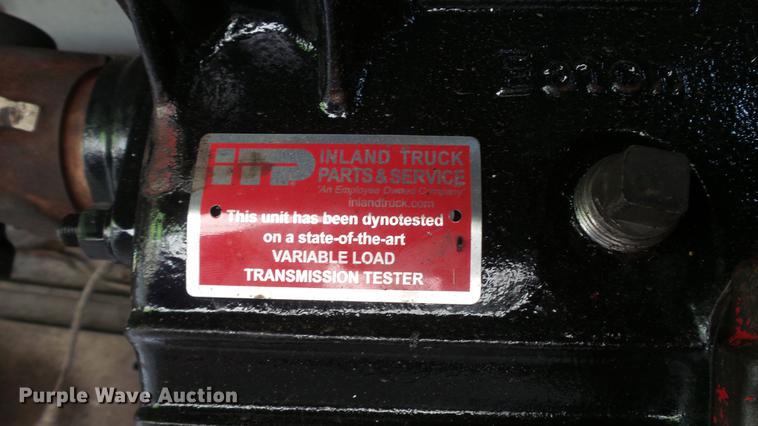 iTP INLAND TRUCK
PARTS & SERVICE
"An Employee Owned Company"
inlandtruck.com
This unit has been dynotested
on a state-of-the-art
VARIABLE LOAD
TRANSMISSION TESTER
Purple Wave Auction